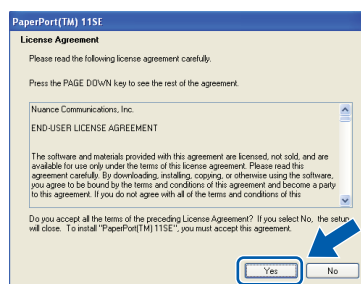 PaperPort(TM) 11SE
License Agreement
Please read the following license agreement carefully.
Press the PAGE DOWN key to see the rest of the agreement.
Nuance Communications, Inc.
END-USER LICENSE AGREEMENT
The software and materials provided with this agreement are licensed, not sold, and are
available for use only under the terms of this license agreement. Please read this
agreement carefully. By downloading, installing, copying, or otherwise using the software,
you agree to be bound by the terms and conditions of this agreement and become a party
to this agreement. If you do not agree with all of the terms and conditions of this
Do you accept all the terms of the preceding License Agreement? If you select No, the setup
will close. To install "PaperPort(TM) 11SE", you must accept this agreement.
Yes
No